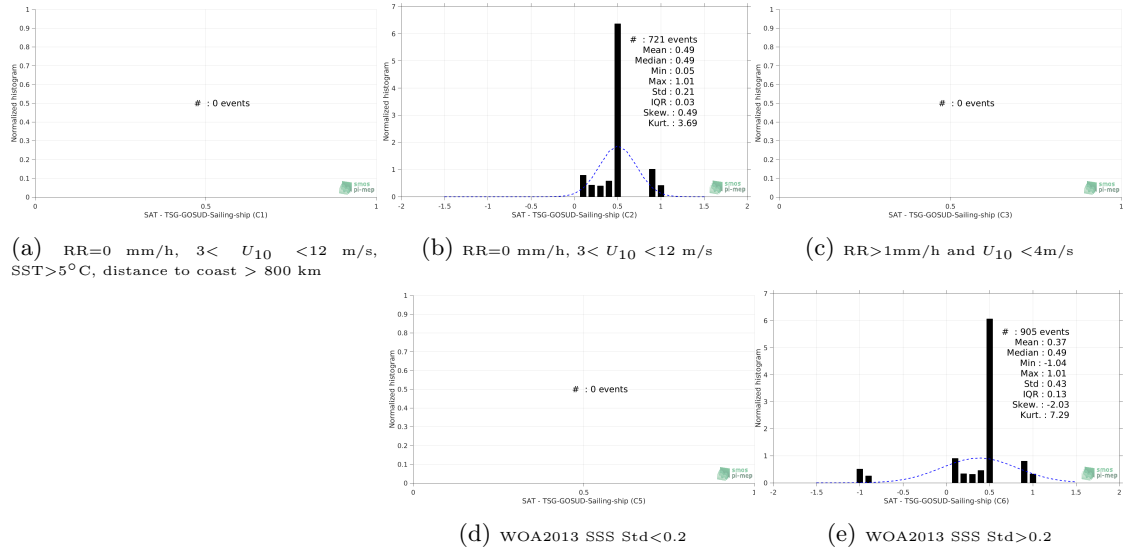 Normalized histogram
1
0.9
0.8
0.7
0.6
0.5
0.4
0.3
0.2
0.1
0
# : 0 events
smos
pi-mep
0 0.5 1
SAT - TSG-GOSUD-Sailing-ship (C1)
(a) RR=0 mm/h, 3< U10 <12 m/s,
SST>5°C, distance to coast > 800 km
Normalized histogram
7
6
5
4
3
2
1
0
# : 721 events
Mean : 0.49
Median : 0.49
Min : 0.05
Max : 1.01
Std : 0.21
IQR : 0.03
Skew. : 0.49
Kurt. : 3.69
smos
pi-mep
-2 -1.5 -1 -0.5 0 0.5 1 1.5 2
SAT - TSG-GOSUD-Sailing-ship (C2)
(b) RR=0 mm/h, 3< U10 <12 m/s
Normalized histogram
1
0.9
0.8
0.7
0.6
0.5
0.4
0.3
0.2
0.1
0
# : 0 events
smos
pi-mep
0 0.5 1
SAT - TSG-GOSUD-Sailing-ship (C3)
(c) RR>1mm/h and U10 <4m/s
Normalized histogram
1
0.9
0.8
0.7
0.6
0.5
0.4
0.3
0.2
0.1
0
# : 0 events
smos
pi-mep
0 0.5 1
SAT - TSG-GOSUD-Sailing-ship (C5)
(d) WOA2013 SSS Std<0.2
Normalized histogram
7
6
5
4
3
2
1
0
# : 905 events
Mean : 0.37
Median : 0.49
Min : -1.04
Max : 1.01
Std : 0.43
IQR : 0.13
Skew. : -2.03
Kurt. : 7.29
smos
pi-mep
-2 -1.5 -1 -0.5 0 0.5 1 1.5 2
SAT - TSG-GOSUD-Sailing-ship (C6)
(e) WOA2013 SSS Std>0.2